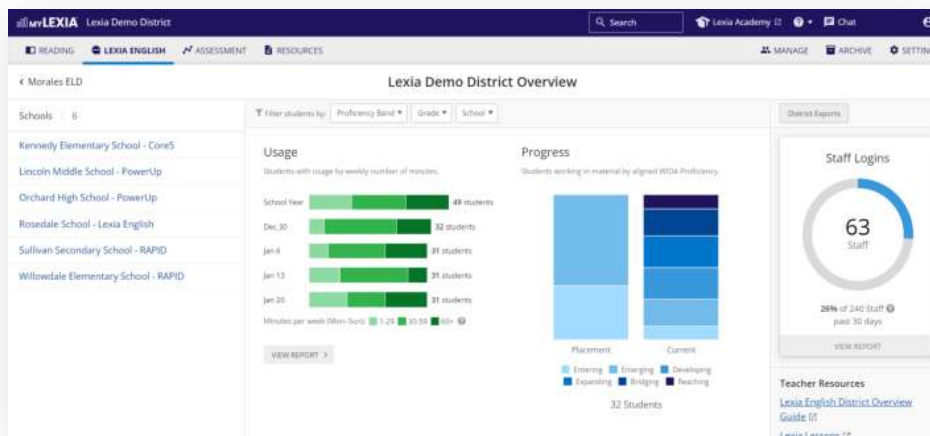 MYLEXIA Lexia Demo District
Search
Lexia Academy
Chat
READING
LEXIA ENGLISH
ASSESSMENT
RESOURCES
MANAGE
ARCHIVE
SETTIN
‹ Morales ELD
Lexia Demo District Overview
Schools 6
Kennedy Elementary School - Core5
Lincoln Middle School - PowerUp
Orchard High School - PowerUp
Rosedale School - Lexia English
Sullivan Secondary School - RAPID
Willowdale Elementary School - RAPID
Filter students by: Proficiency Band Grade School
Usage
Students with usage by weekly number of minutes.
School Year 49 students
Dec 30 32 students
Jan 6 31 students
Jan 13 31 students
Jan 20 31 students
Minutes per week (Mon-Sun): 1-29 30-59 60+
VIEW REPORT >
Progress
Students working in material by aligned WIDA Proficiency.
Placement Current
Entering Emerging Developing
Expanding Bridging Reaching
32 Students
District Exports
Staff Logins
63
Staff
26% of 240 Staff
past 30 days
VIEW REPORT
Teacher Resources
Lexia English District Overview
Guide
Lexia Lessons